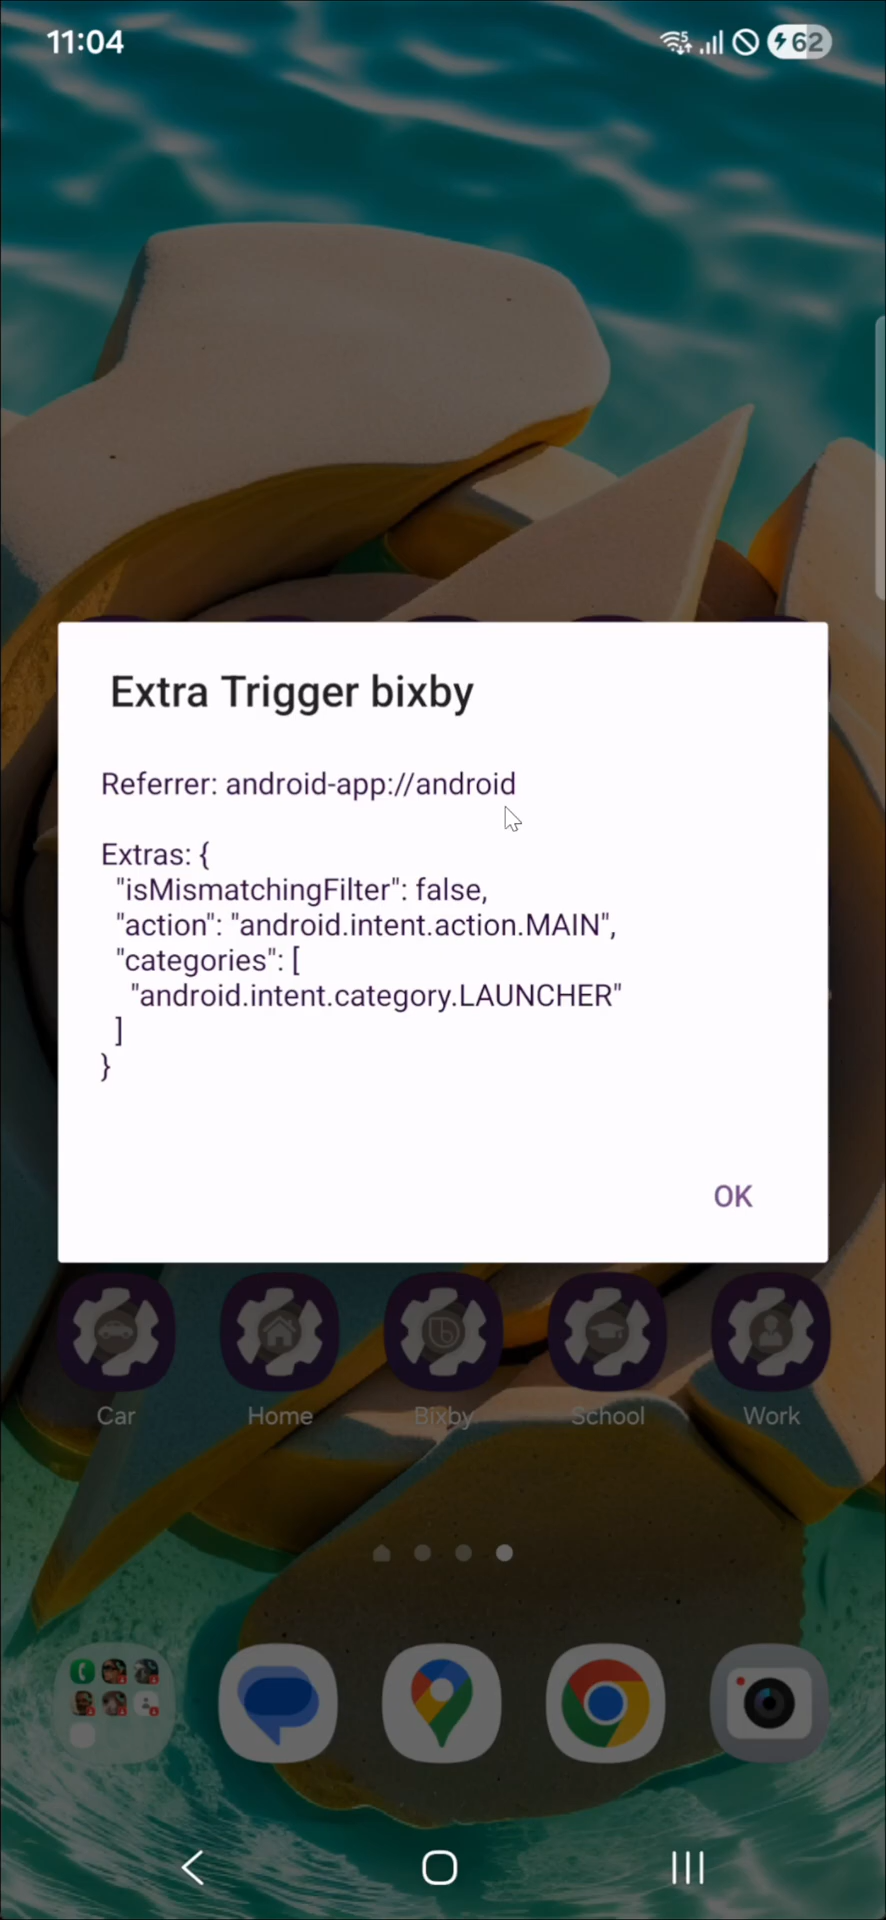 11:04
5
62
Extra Trigger bixby
Referrer: android-app://android
Extras: {
"isMismatchingFilter": false,
"action": "android.intent.action.MAIN",
"categories": [
"android.intent.category.LAUNCHER"
]
}
OK
Car
Home
Bixby
School
Work